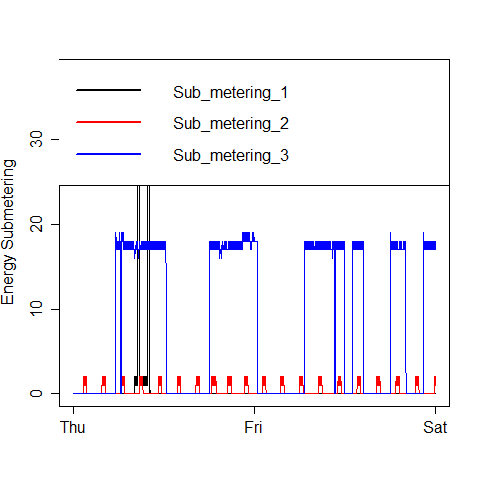 Sub_metering_1
Sub_metering_2
Sub_metering_3
Energy Submetering
30
20
10
0
Thu Fri Sat